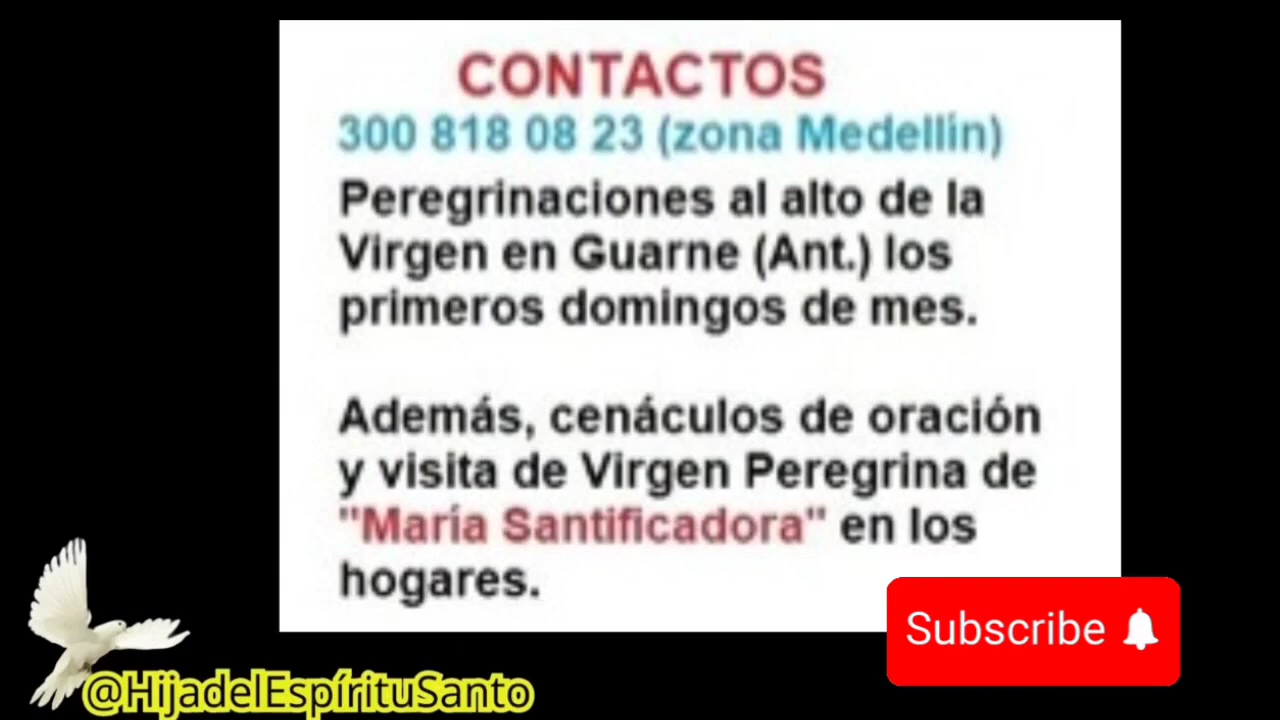 CONTACTOS
300 818 08 23 (zona Medellín)
Peregrinaciones al alto de la
Virgen en Guarne (Ant.) los
primeros domingos de mes.
Además, cenáculos de oración
y visita de Virgen Peregrina de
"María Santificadora" en los
hogares.
Subscribe
@HijadelEspírituSanto